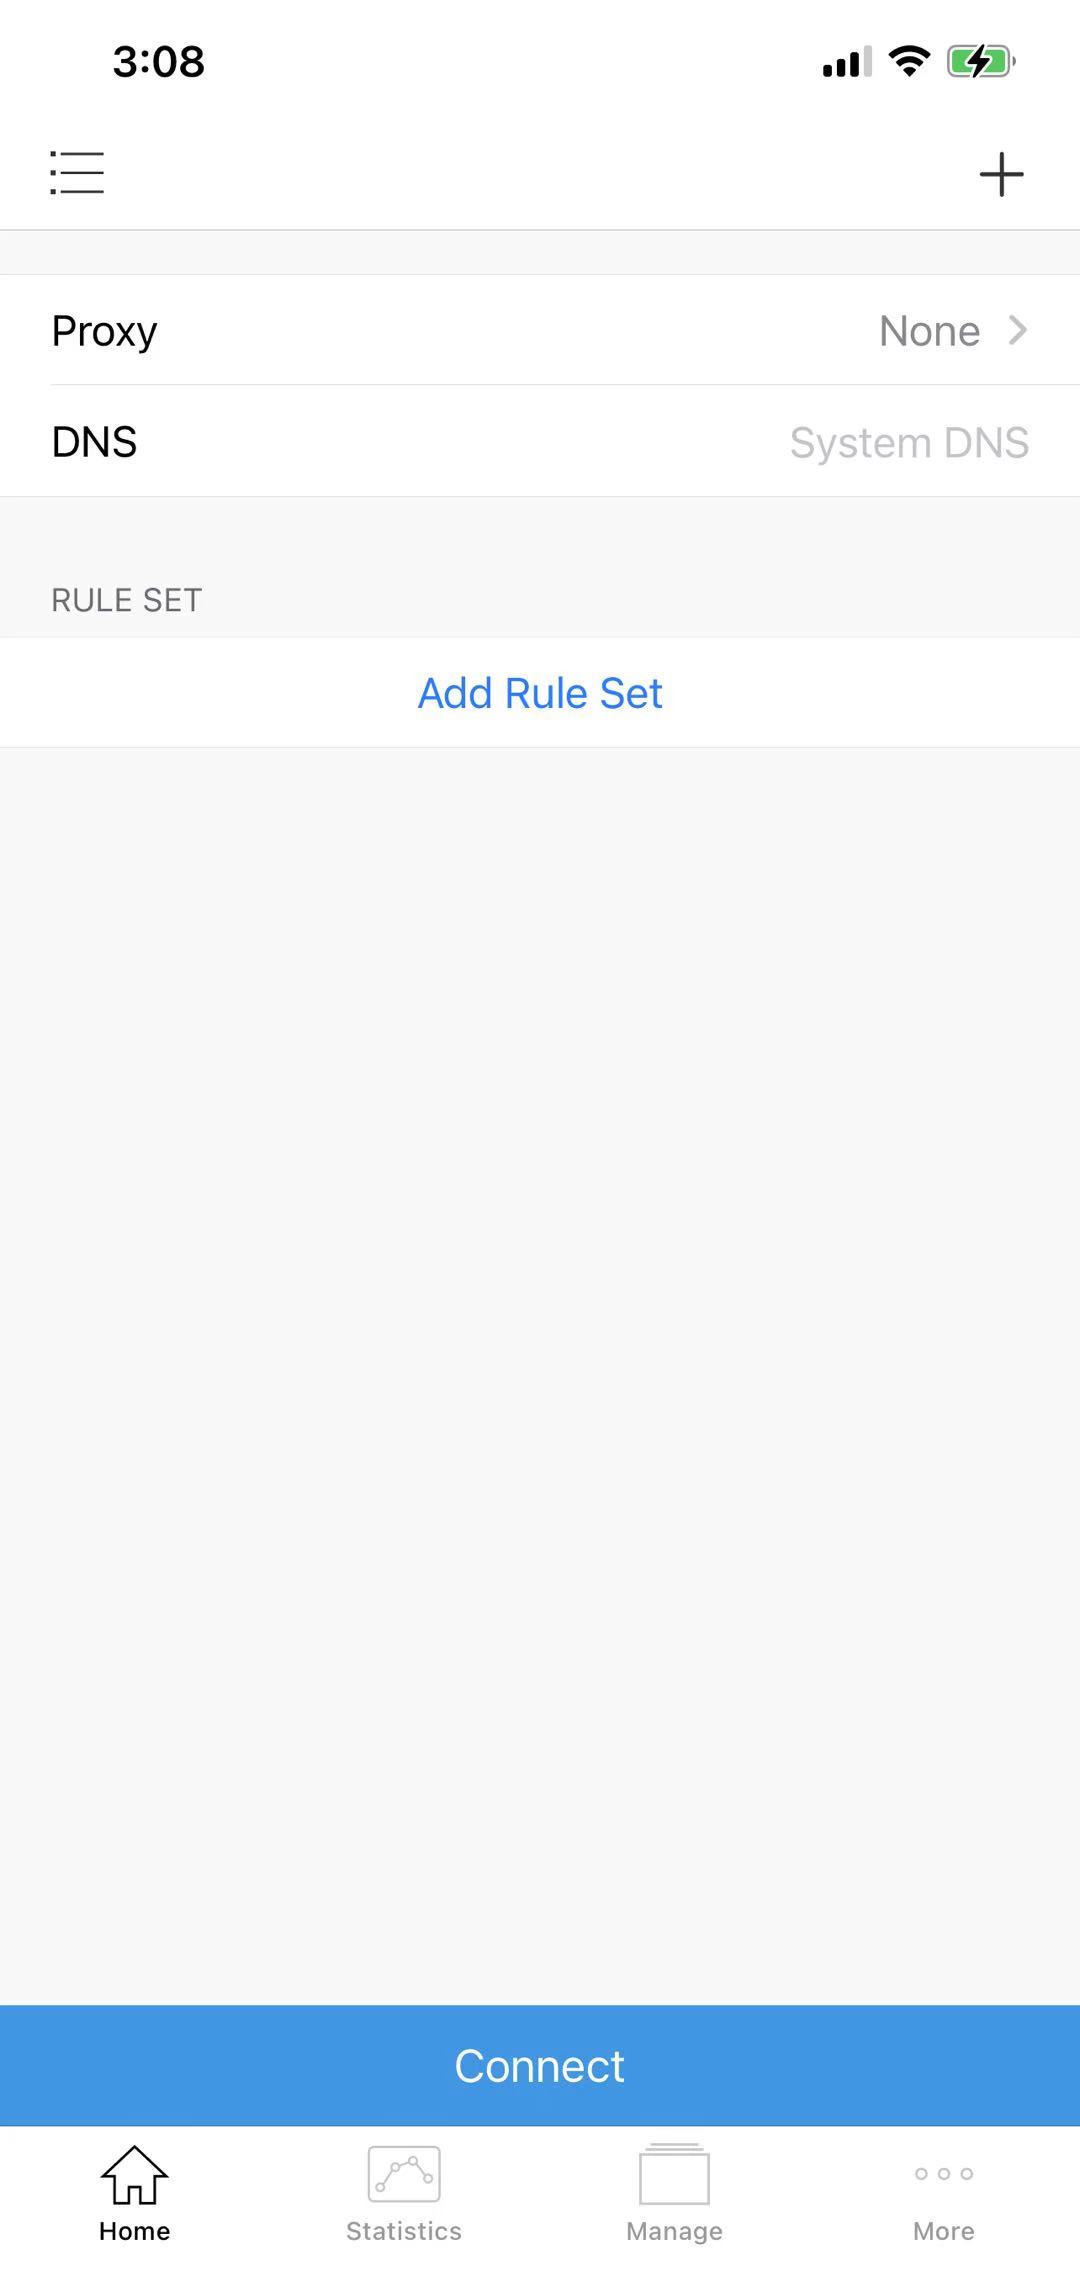 3:08
Proxy None
DNS System DNS
RULE SET
Add Rule Set
Connect
Home Statistics Manage More